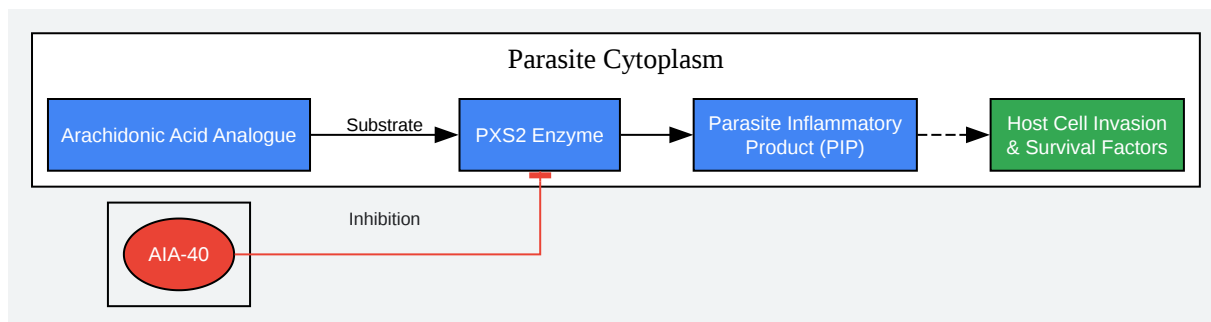 Parasite Cytoplasm
Arachidonic Acid Analogue
Substrate
PXS2 Enzyme
Parasite Inflammatory
Product (PIP)
Host Cell Invasion
& Survival Factors
Inhibition
AIA-40